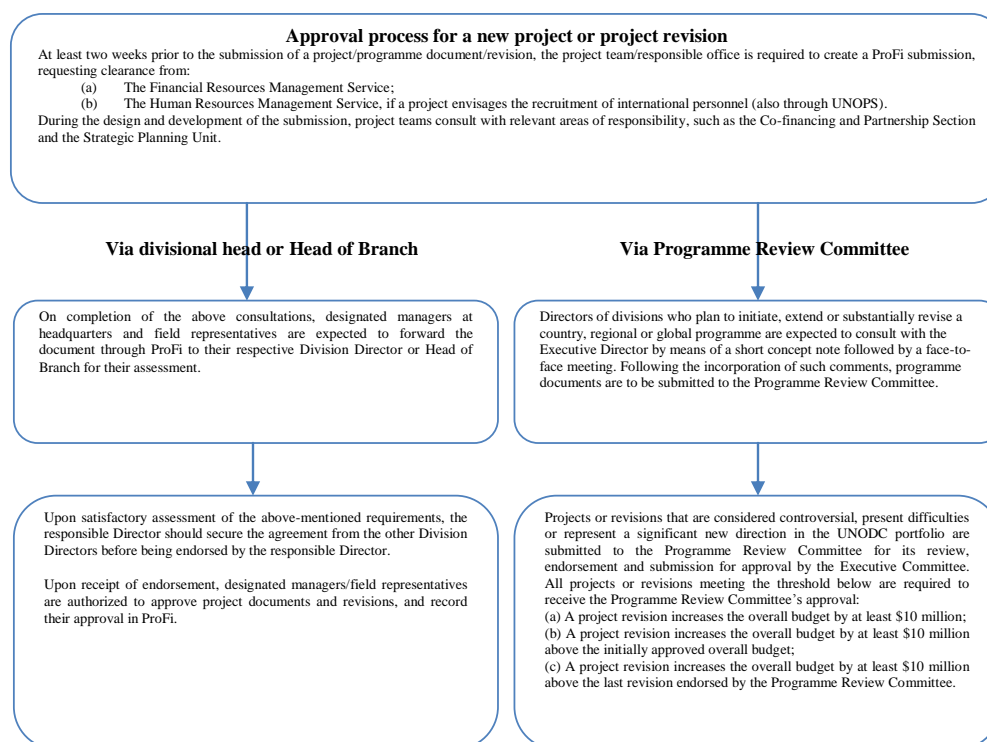 Approval process for a new project or project revision
At least two weeks prior to the submission of a project/programme document/revision, the project team/responsible office is required to create a ProFi submission,
requesting clearance from:
(a) The Financial Resources Management Service;
(b) The Human Resources Management Service, if a project envisages the recruitment of international personnel (also through UNOPS).
During the design and development of the submission, project teams consult with relevant areas of responsibility, such as the Co-financing and Partnership Section
and the Strategic Planning Unit.
Via divisional head or Head of Branch
On completion of the above consultations, designated managers at
headquarters and field representatives are expected to forward the
document through ProFi to their respective Division Director or Head of
Branch for their assessment.
Upon satisfactory assessment of the above-mentioned requirements, the
responsible Director should secure the agreement from the other Division
Directors before being endorsed by the responsible Director.
Upon receipt of endorsement, designated managers/field representatives
are authorized to approve project documents and revisions, and record
their approval in ProFi.
Via Programme Review Committee
Directors of divisions who plan to initiate, extend or substantially revise a
country, regional or global programme are expected to consult with the
Executive Director by means of a short concept note followed by a face-to-
face meeting. Following the incorporation of such comments, programme
documents are to be submitted to the Programme Review Committee.
Projects or revisions that are considered controversial, present difficulties
or represent a significant new direction in the UNODC portfolio are
submitted to the Programme Review Committee for its review,
endorsement and submission for approval by the Executive Committee.
All projects or revisions meeting the threshold below are required to
receive the Programme Review Committee's approval:
(a) A project revision increases the overall budget by at least $10 million;
(b) A project revision increases the overall budget by at least $10 million
above the initially approved overall budget;
(c) A project revision increases the overall budget by at least $10 million
above the last revision endorsed by the Programme Review Committee.